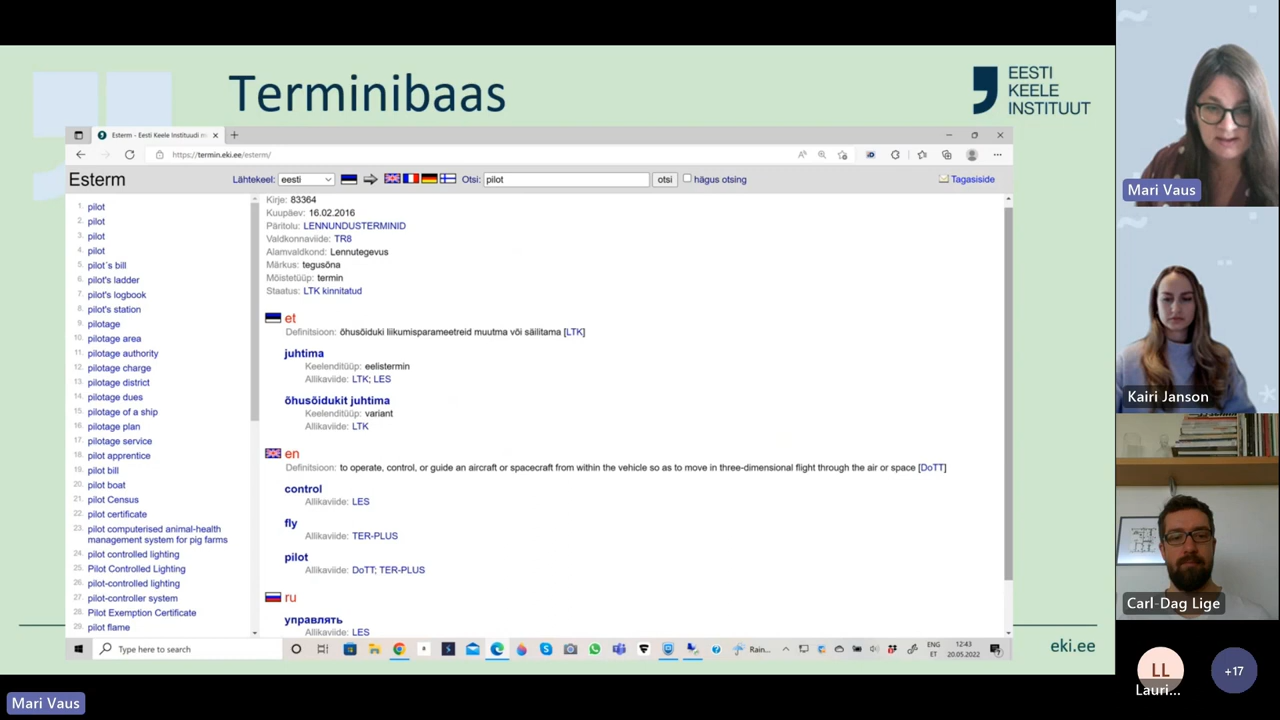 Terminibaas
EESTI
KEELE
INSTITUUT
Esterm - Eesti Keele Instituudi m
https://termin.eki.ee/esterm/
Esterm
Lähtekeel: eesti Otsi: pilot otsi hägus otsing Tagasiside
1. pilot
2. pilot
3. pilot
4. pilot
5. pilot´s bill
6. pilot's ladder
7. pilot's logbook
8. pilot's station
9. pilotage
10. pilotage area
11. pilotage authority
12. pilotage charge
13. pilotage district
14. pilotage dues
15. pilotage of a ship
16. pilotage plan
17. pilotage service
18. pilot apprentice
19. pilot bill
20. pilot boat
21. pilot Census
22. pilot certificate
23. pilot computerised animal-health
management system for pig farms
24. pilot controlled lighting
25. Pilot Controlled Lighting
26. pilot-controlled lighting
27. pilot-controller system
28. Pilot Exemption Certificate
29. pilot flame
Kirje: 83364
Kuupäev: 16.02.2016
Päritolu: LENNUNDUSTERMINID
Valdkonnaviide: TR8
Alamvaldkond: Lennutegevus
Märkus: tegusõna
Mõistetüüp: termin
Staatus: LTK kinnitatud
et
Definitsioon: õhusõiduki liikumisparameetreid muutma või säilitama [LTK]
juhtima
Keelenditüüp: eelistermin
Allikaviide: LTK; LES
õhusõidukit juhtima
Keelenditüüp: variant
Allikaviide: LTK
en
Definitsioon: to operate, control, or guide an aircraft or spacecraft from within the vehicle so as to move in three-dimensional flight through the air or space [DoTT]
control
Allikaviide: LES
fly
Allikaviide: TER-PLUS
pilot
Allikaviide: DoTT; TER-PLUS
ru
управлять
Allikaviide: LES
Type here to search
Rain...
ENG
ET
12:43
20.05.2022
eki.ee
Mari Vaus
Kairi Janson
Carl-Dag Lige
LL
Lauri...
+17
Mari Vaus